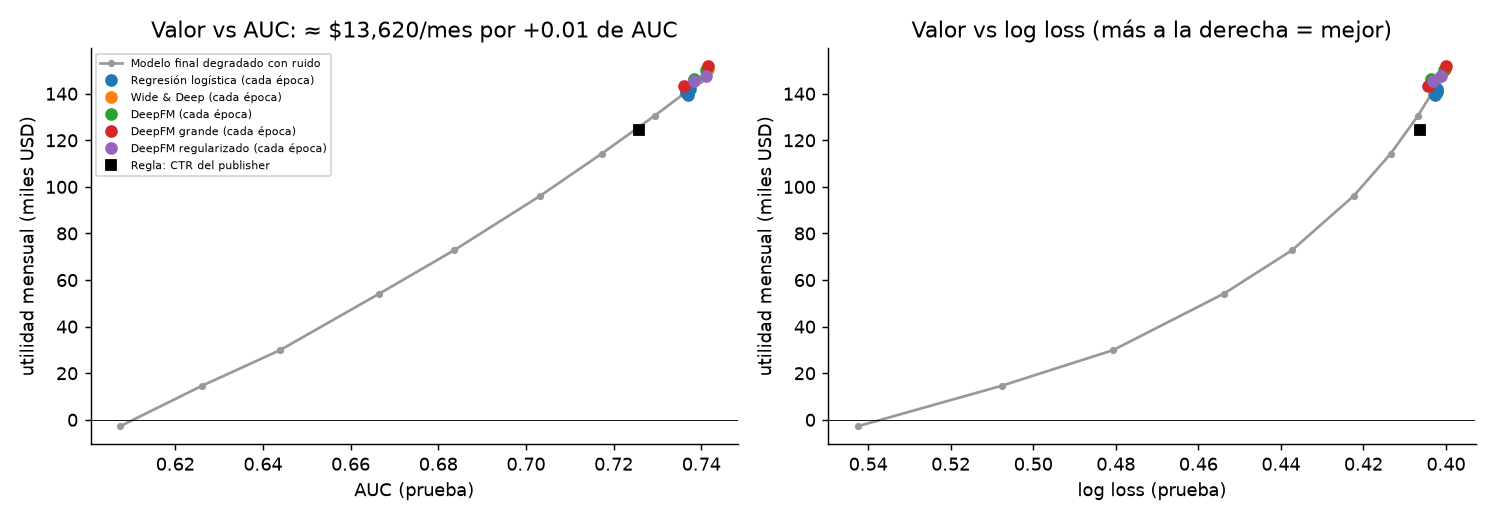 Valor vs AUC: ≈ $13,620/mes por +0.01 de AUC
utilidad mensual (miles USD)
140
120
100
80
60
40
20
0
Modelo final degradado con ruido
Regresión logística (cada época)
Wide & Deep (cada época)
DeepFM (cada época)
DeepFM grande (cada época)
DeepFM regularizado (cada época)
Regla: CTR del publisher
0.62 0.64 0.66 0.68 0.70 0.72 0.74
AUC (prueba)
Valor vs log loss (más a la derecha = mejor)
utilidad mensual (miles USD)
140
120
100
80
60
40
20
0
0.54 0.52 0.50 0.48 0.46 0.44 0.42 0.40
log loss (prueba)